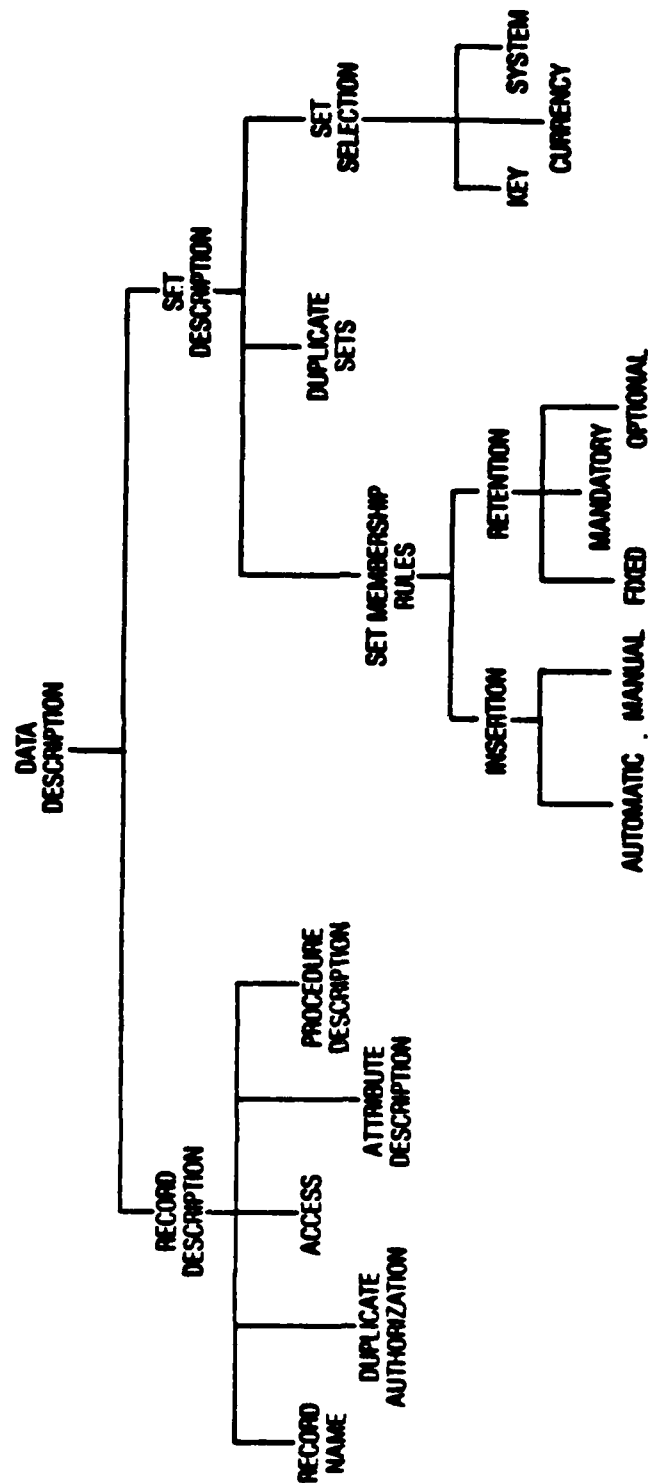 DATA
DESCRIPTION
RECORD
DESCRIPTION
SET
DESCRIPTION
RECORD
NAME
DUPLICATE
AUTHORIZATION
ACCESS
ATTRIBUTE
DESCRIPTION
PROCEDURE
DESCRIPTION
SET MEMBERSHIP
RULES
DUPLICATE
SETS
SET
SELECTION
INSERTION
RETENTION
KEY
CURRENCY
SYSTEM
AUTOMATIC . MANUAL
FIXED
MANDATORY
OPTIONAL